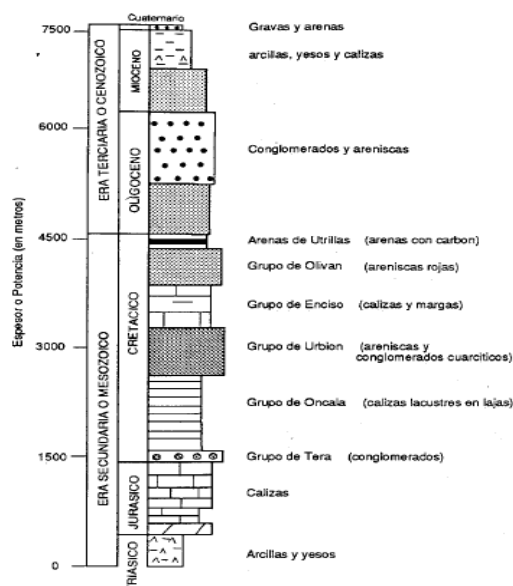 Cuaternario
7500
Gravas y arenas
ERA TERCIARIA O CENOZOICO
MIOCENO
arcillas, yesos y calizas
6000
OLIGOCENO
Conglomerados y areniscas
Espesor o Potencia (en metros)
4500
Arenas de Utrillas (arenas con carbon)
ERA SECUNDARIA O MESOZOICO
CRETACICO
Grupo de Olivan (areniscas rojas)
Grupo de Enciso (calizas y margas)
3000
Grupo de Urbion (areniscas y
conglomerados cuarciticos)
Grupo de Oncala (calizas lacustres en lajas)
1500
Grupo de Tera (conglomerados)
JURASICO
Calizas
RIASICO
Arcillas y yesos
0